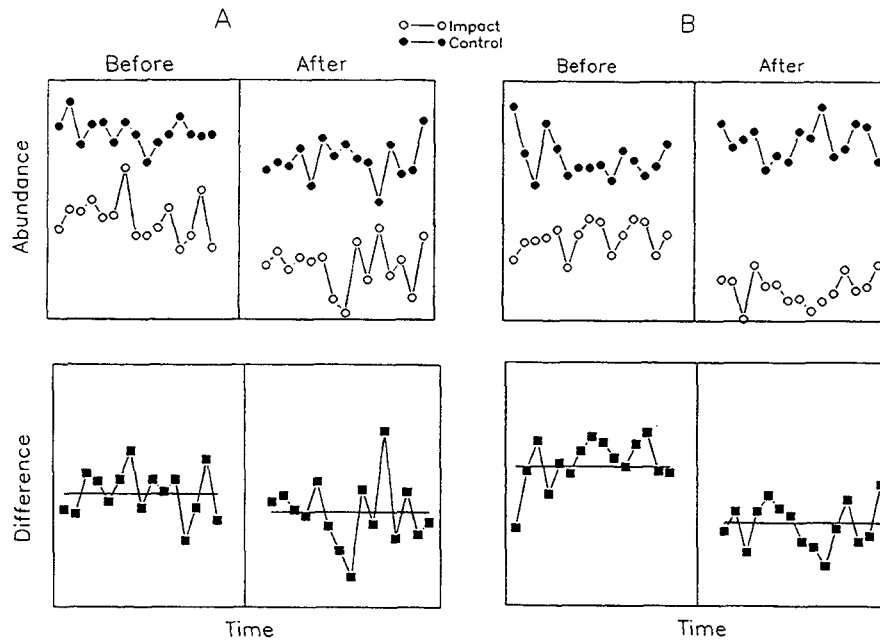 A
Impact
Control
B
Before
After
Before
After
Abundance
Difference
Time
Time